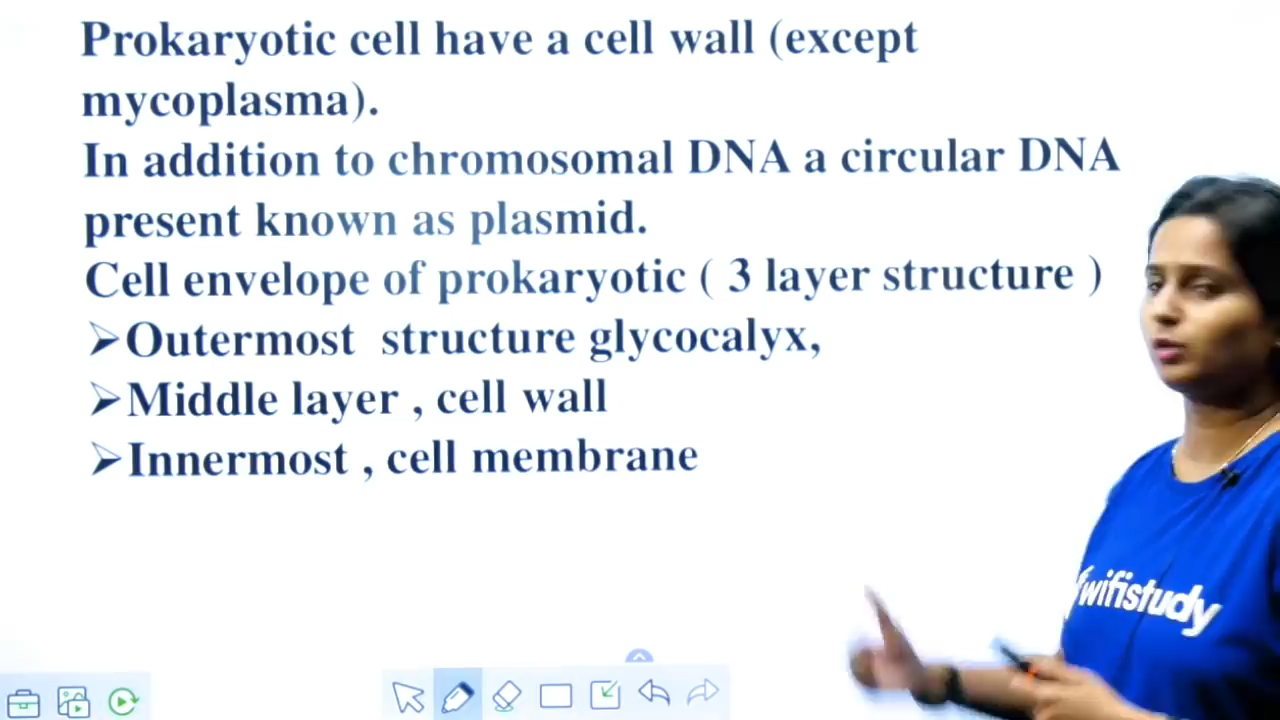 Prokaryotic cell have a cell wall (except
mycoplasma).
In addition to chromosomal DNA a circular DNA
present known as plasmid.
Cell envelope of prokaryotic ( 3 layer structure )
➢Outermost structure glycocalyx,
➢Middle layer , cell wall
➢Innermost , cell membrane
wifistudy